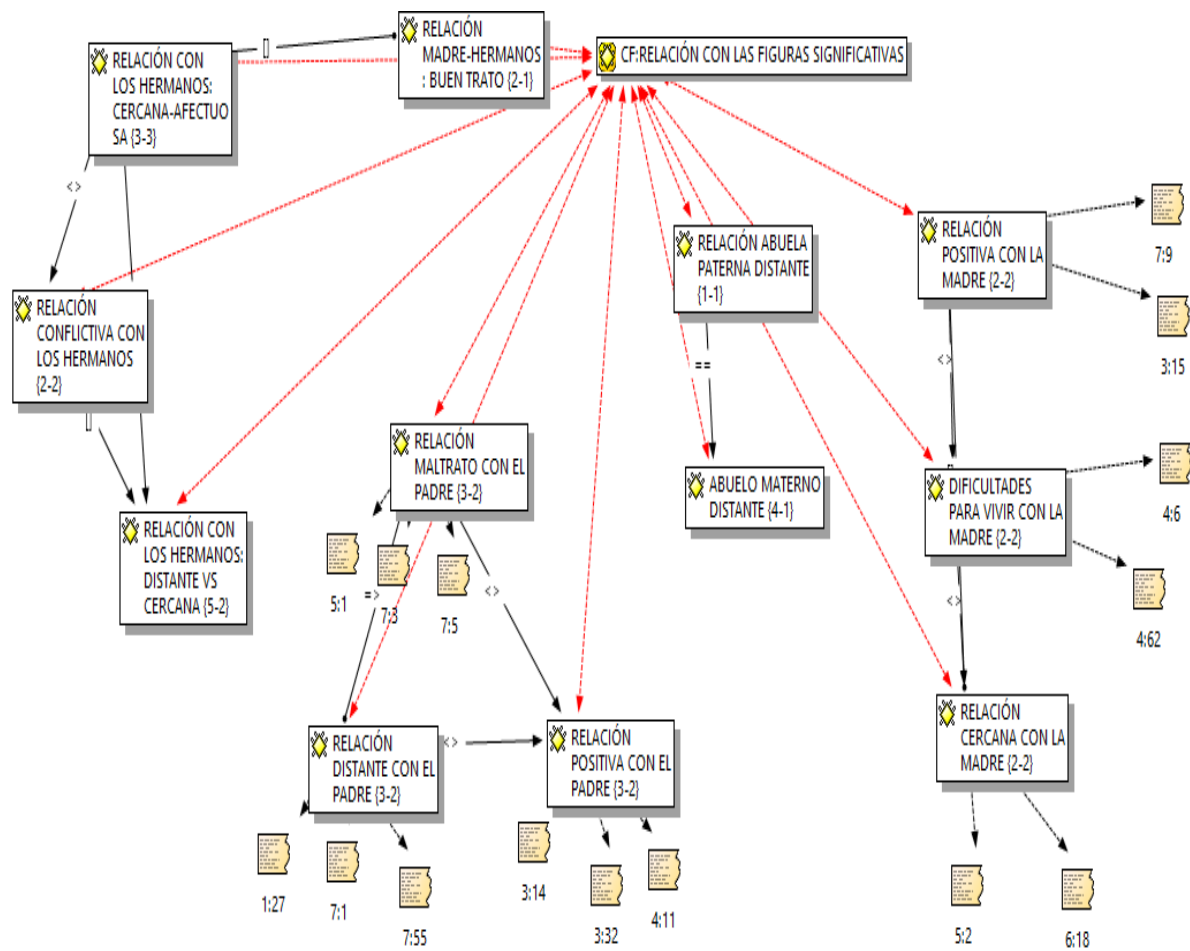 RELACIÓN
MADRE-HERMANOS
: BUEN TRATO {2-1}
CF:RELACIÓN CON LAS FIGURAS SIGNIFICATIVAS
RELACIÓN CON
LOS HERMANOS:
CERCANA-AFECTUO
SA {3-3}
[]
<>
RELACIÓN
CONFLICTIVA CON
LOS HERMANOS
{2-2}
[]
RELACIÓN CON
LOS HERMANOS:
DISTANTE VS
CERCANA {5-2}
RELACIÓN
MALTRATO CON EL
PADRE {3-2}
5:1
7:3
7:5
=>
<>
RELACIÓN
DISTANTE CON EL
PADRE {3-2}
<>
RELACIÓN
POSITIVA CON EL
PADRE {3-2}
1:27
7:1
7:55
3:14
3:32
4:11
RELACIÓN ABUELA
PATERNA DISTANTE
{1-1}
==
ABUELO MATERNO
DISTANTE {4-1}
RELACIÓN
POSITIVA CON LA
MADRE {2-2}
7:9
3:15
<>
DIFICULTADES
PARA VIVIR CON LA
MADRE {2-2}
4:6
4:62
<>
RELACIÓN
CERCANA CON LA
MADRE {2-2}
5:2
6:18